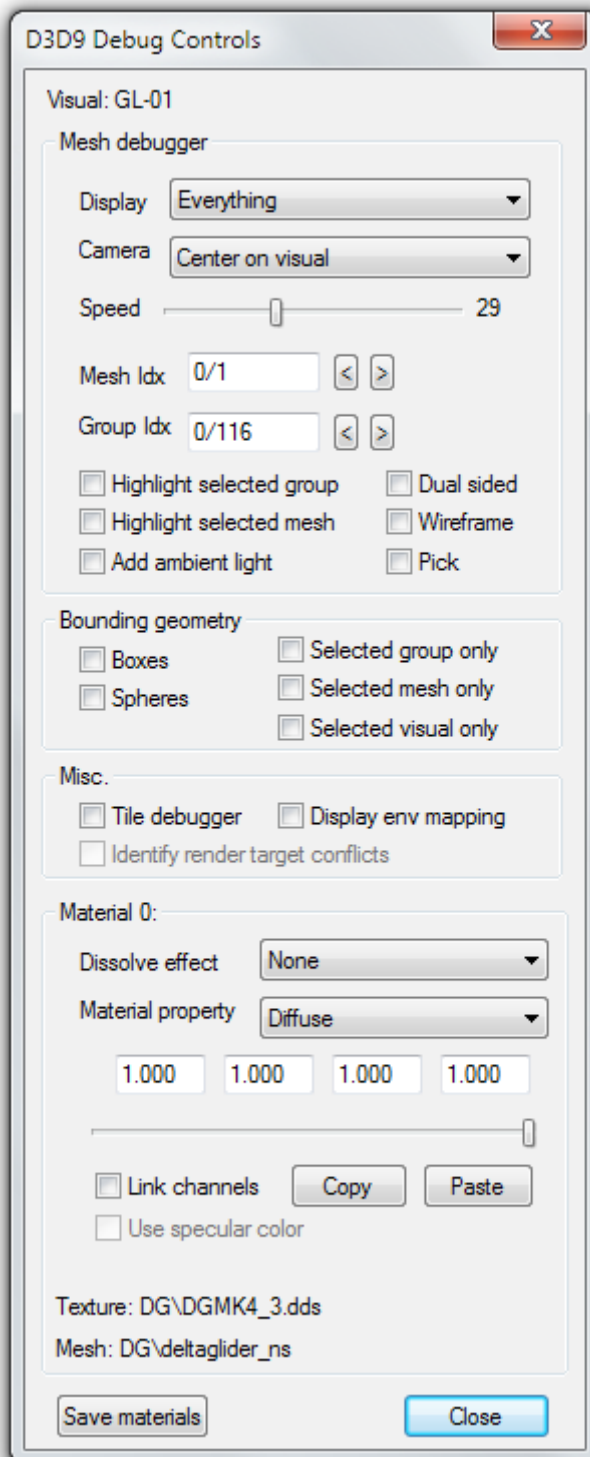 D3D9 Debug Controls
Visual: GL-01
Mesh debugger
Display Everything
Camera Center on visual
Speed 29
Mesh Idx 0/1 < >
Group Idx 0/116 < >
Highlight selected group Dual sided
Highlight selected mesh Wireframe
Add ambient light Pick
Bounding geometry
Boxes Selected group only
Spheres Selected mesh only
Selected visual only
Misc.
Tile debugger Display env mapping
Identify render target conflicts
Material 0:
Dissolve effect None
Material property Diffuse
1.000 1.000 1.000 1.000
Link channels Copy Paste
Use specular color
Texture: DG\DGMK4_3.dds
Mesh: DG\deltaglider_ns
Save materials Close